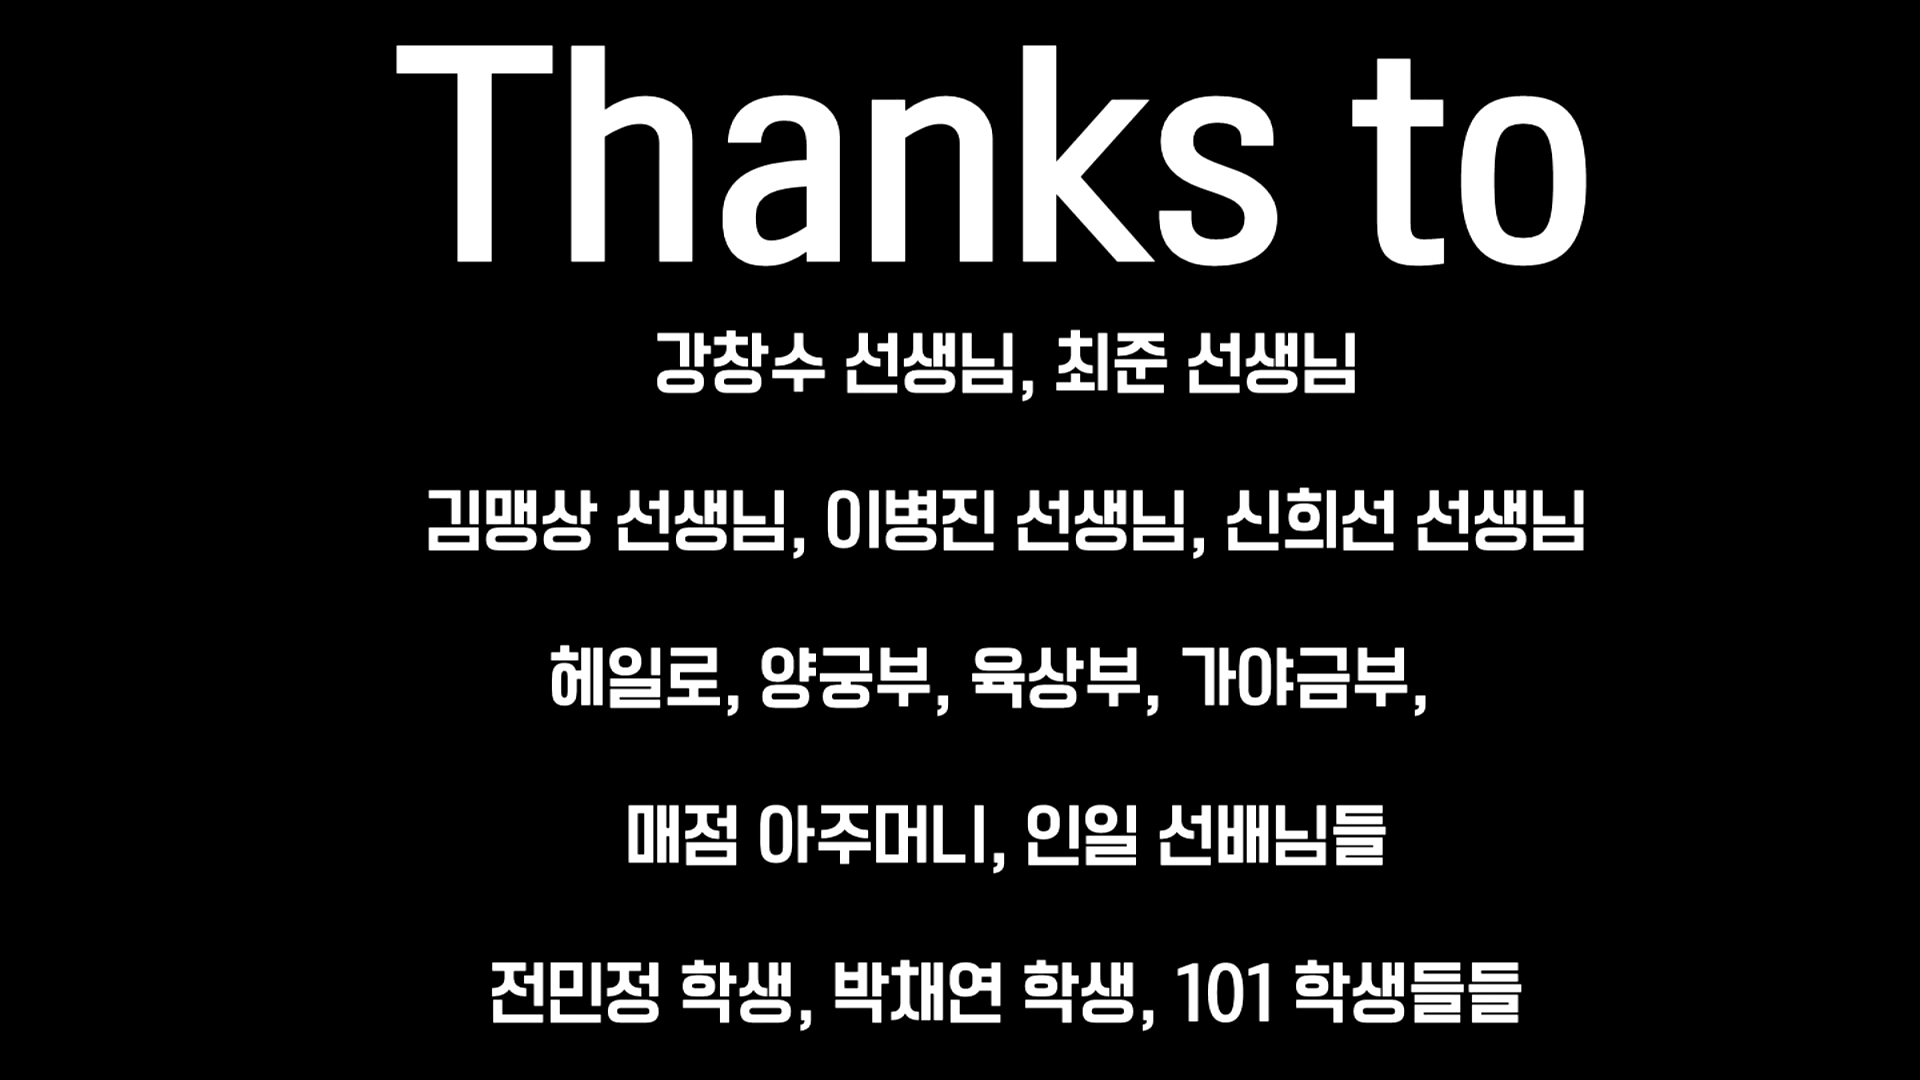 Thanks to
강창수 선생님, 최준 선생님
김맹상 선생님, 이병진 선생님, 신희선 선생님
헤일로, 양궁부, 육상부, 가야금부,
매점 아주머니, 인일 선배님들
전민정 학생, 박채연 학생, 101 학생들들